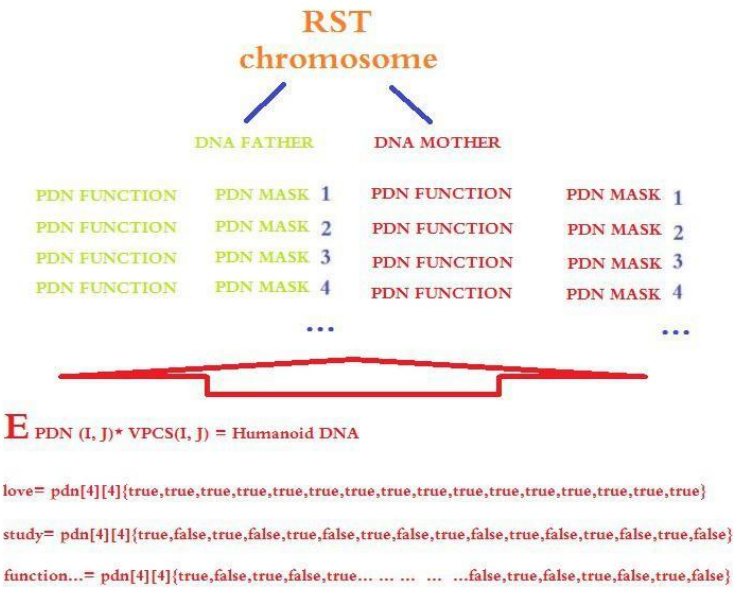 RST
chromosome
DNA FATHER DNA MOTHER
PDN FUNCTION PDN MASK 1 PDN FUNCTION PDN MASK 1
PDN FUNCTION PDN MASK 2 PDN FUNCTION PDN MASK 2
PDN FUNCTION PDN MASK 3 PDN FUNCTION PDN MASK 3
PDN FUNCTION PDN MASK 4 PDN FUNCTION PDN MASK 4
... ...
E PDN (I, J)* VPCS(I, J) = Humanoid DNA
love= pdn[4][4]{true,true,true,true,true,true,true,true,true,true,true,true,true,true,true,true}
study= pdn[4][4]{true,false,true,false,true,false,true,false,true,false,true,false,true,false,true,false}
function...= pdn[4][4]{true,false,true,false,true... ... ... ... ...false,true,false,true,false,true,false}